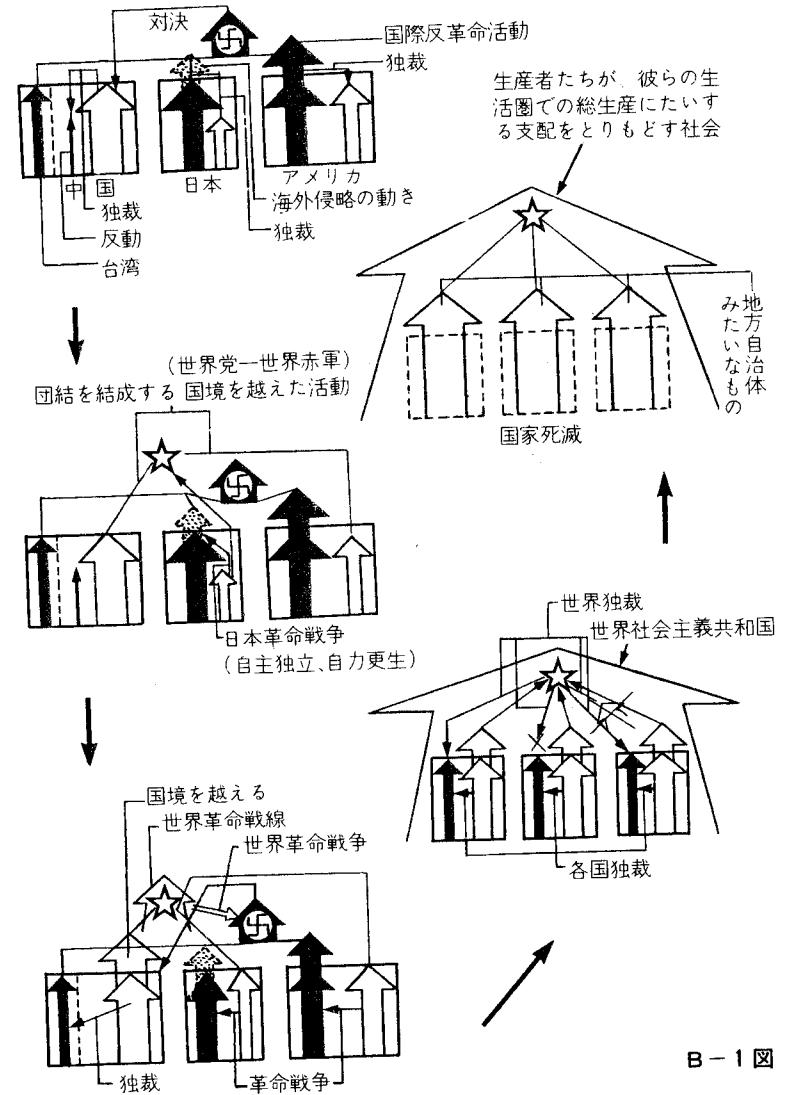 対決
国際反革命活動
独裁
中国
日本
アメリカ
海外侵略の動き
独裁
独裁
反動
台湾
生産者たちが、彼らの生
活圏での総生産にたいす
る支配をとりもどす社会
地方自治体
みたいなもの
国家死滅
(世界党―世界赤軍)
団結を結成する 国境を越えた活動
日本革命戦争
(自主独立、自力更生)
世界独裁
世界社会主義共和国
各国独裁
国境を越える
世界革命戦線
世界革命戦争
独裁
革命戦争
B-1図